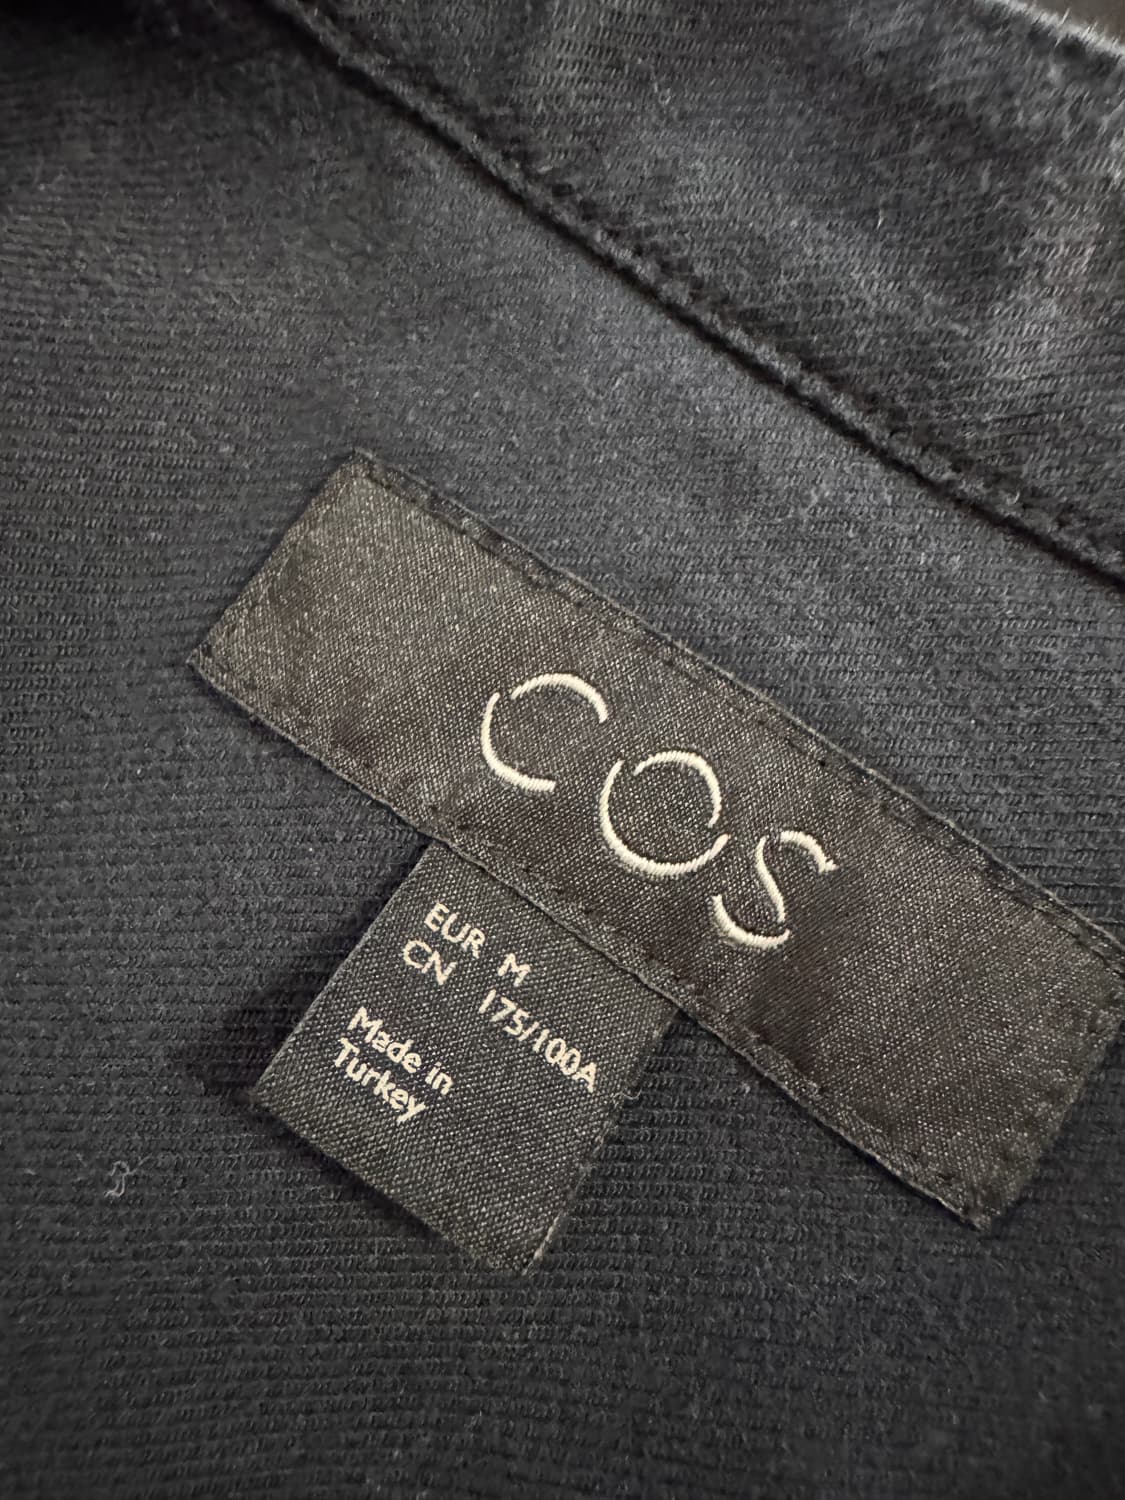 COS
EUR M
CN 175/100A
Made in
Turkey